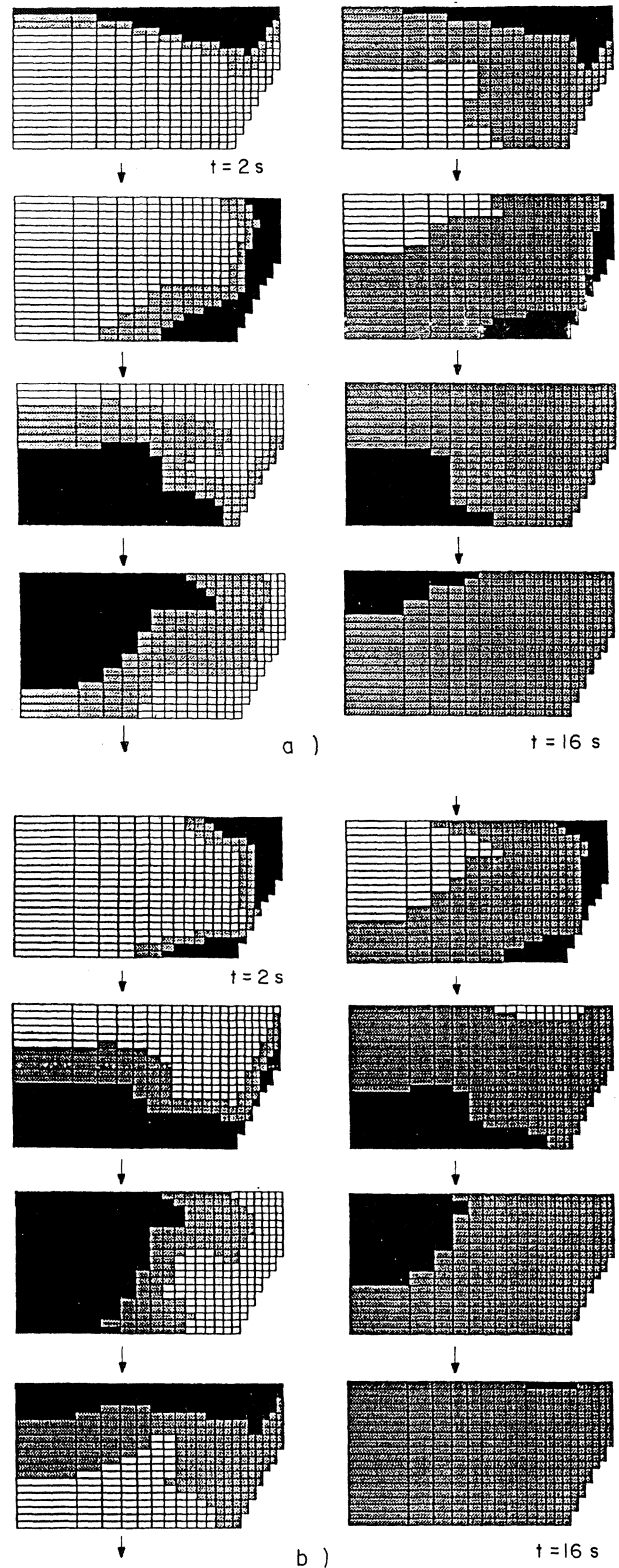 t = 2 s
a )
t = 16 s
t = 2 s
b )
t = 16 s